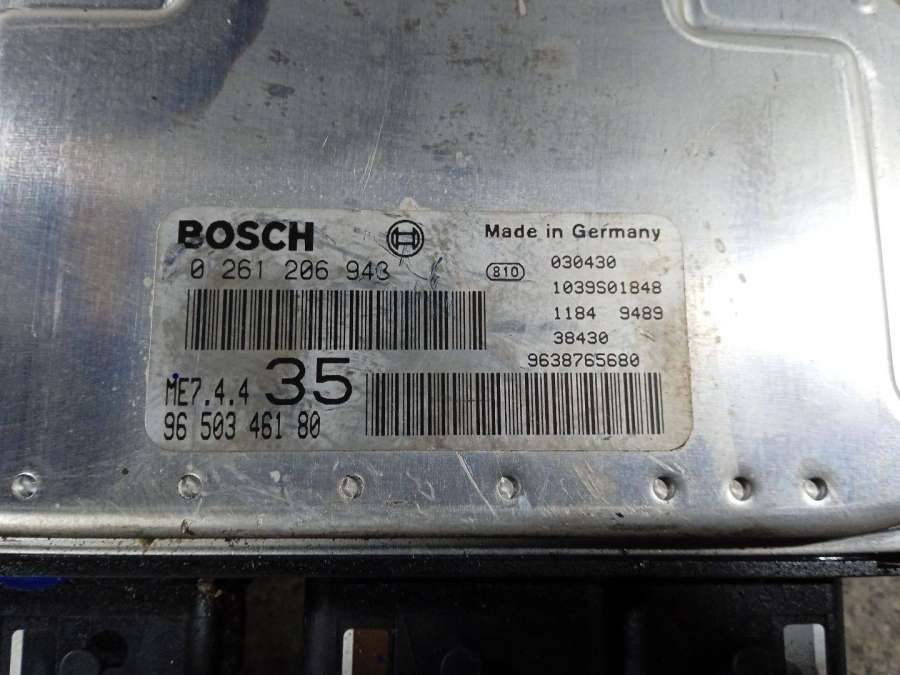 BOSCH
Made in Germany
0 261 206 943
810
030430
1039S01848
1184 9489
38430
9638765680
ME7.4.4 35
96 503 461 80